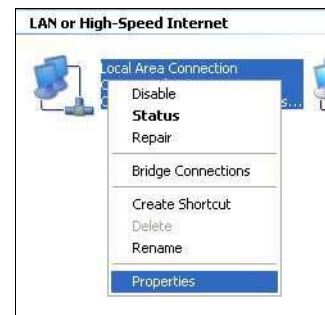 LAN or High-Speed Internet
Local Area Connection
Disable
Status
Repair
Bridge Connections
Create Shortcut
Delete
Rename
Properties